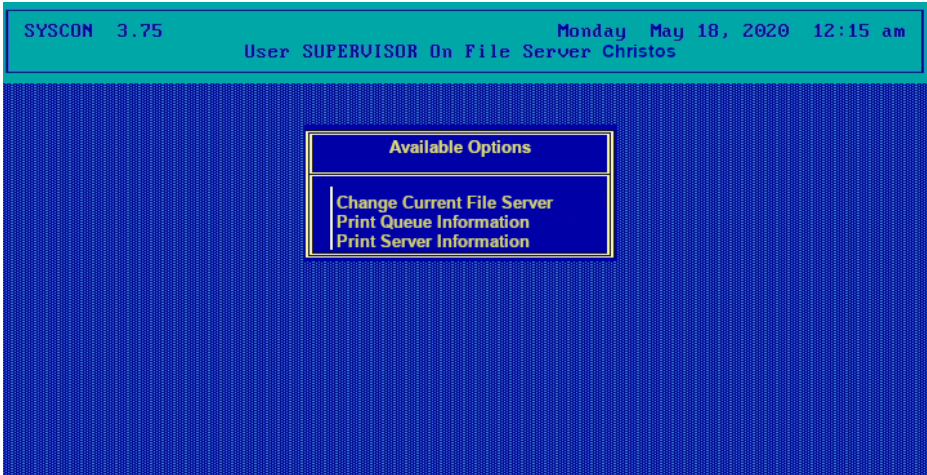 SYSCON 3.75 Monday May 18, 2020 12:15 am
User SUPERVISOR On File Server Christos
Available Options
Change Current File Server
Print Queue Information
Print Server Information